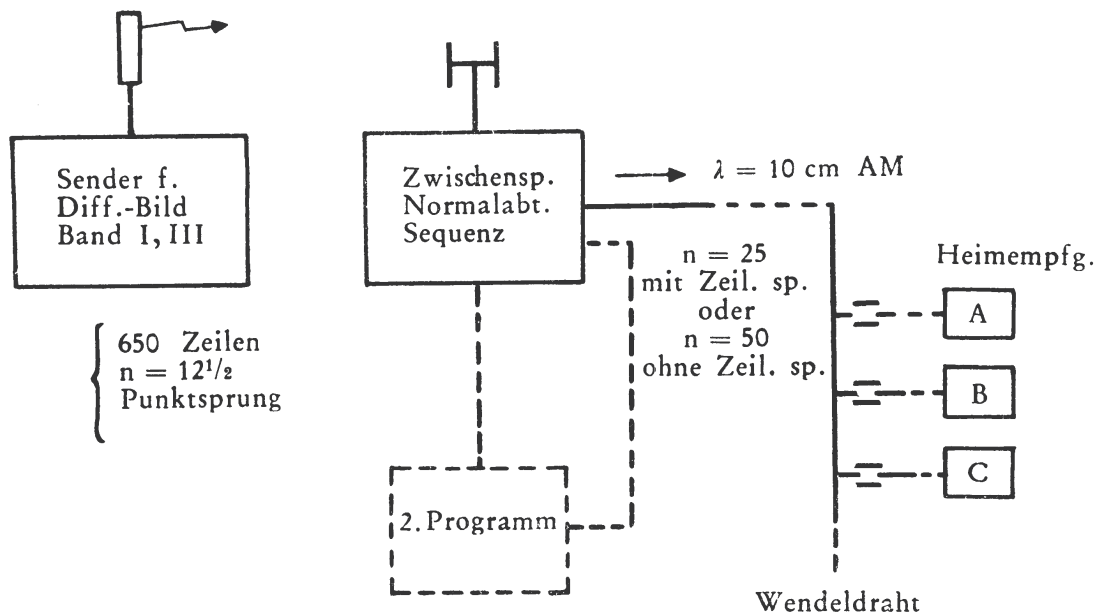 Sender f.
Diff.-Bild
Band I, III
650 Zeilen
n = 12¹/₂
Punktsprung
Zwischensp.
Normalabt.
Sequenz
2. Programm
λ = 10 cm AM
n = 25
mit Zeil. sp.
oder
n = 50
ohne Zeil. sp.
Heimempfg.
A
B
C
Wendeldraht